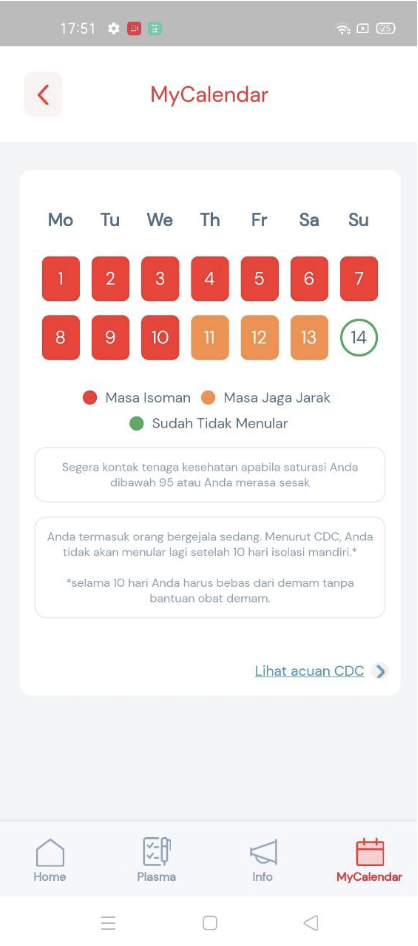 17:51
25
MyCalendar
Mo Tu We Th Fr Sa Su
1 2 3 4 5 6 7
8 9 10 11 12 13 14
Masa Isoman Masa Jaga Jarak
Sudah Tidak Menular
Segera kontak tenaga kesehatan apabila saturasi Anda
dibawah 95 atau Anda merasa sesak
Anda termasuk orang bergejala sedang. Menurut CDC, Anda
tidak akan menular lagi setelah 10 hari isolasi mandiri.*
*selama 10 hari Anda harus bebas dari demam tanpa
bantuan obat demam.
Lihat acuan CDC
Home Plasma Info MyCalendar